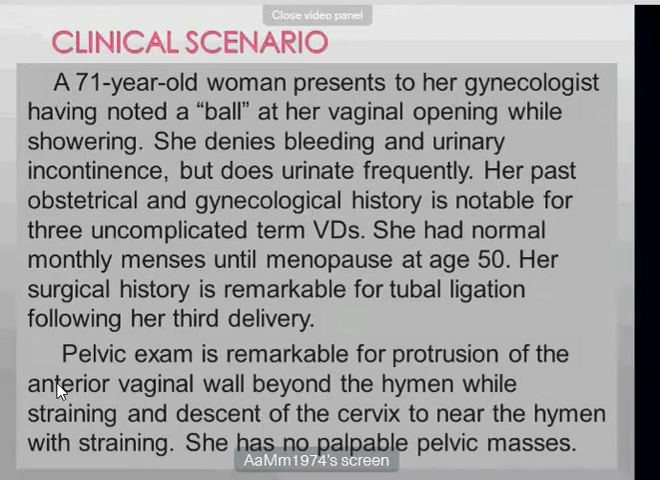 Close video panel
CLINICAL SCENARIO
A 71-year-old woman presents to her gynecologist
having noted a “ball” at her vaginal opening while
showering. She denies bleeding and urinary
incontinence, but does urinate frequently. Her past
obstetrical and gynecological history is notable for
three uncomplicated term VDs. She had normal
monthly menses until menopause at age 50. Her
surgical history is remarkable for tubal ligation
following her third delivery.
Pelvic exam is remarkable for protrusion of the
anterior vaginal wall beyond the hymen while
straining and descent of the cervix to near the hymen
with straining. She has no palpable pelvic masses.
AaMm1974's screen